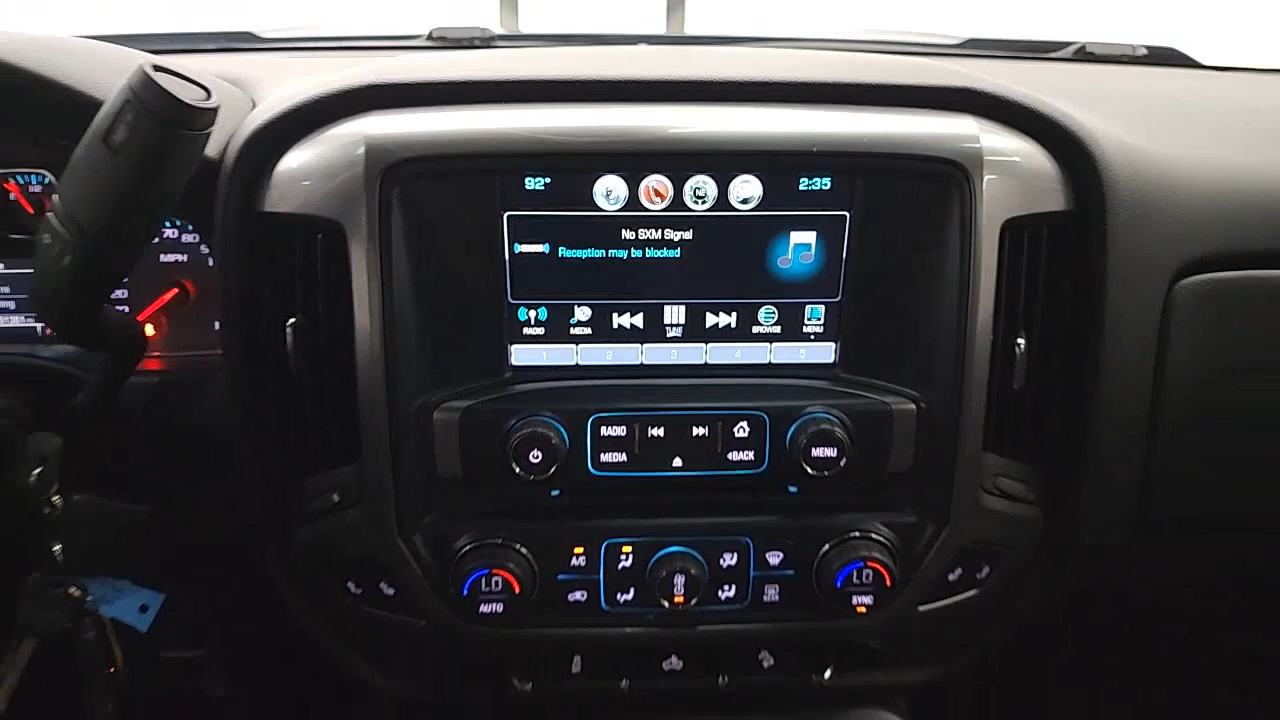 92° NE 2:35
No SXM Signal
Reception may be blocked
RADIO MEDIA TUNE BROWSE MENU
1 2 3 4 5
RADIO
MEDIA BACK
MENU
A/C
LO LO
AUTO SYNC
70 80
MPH
20